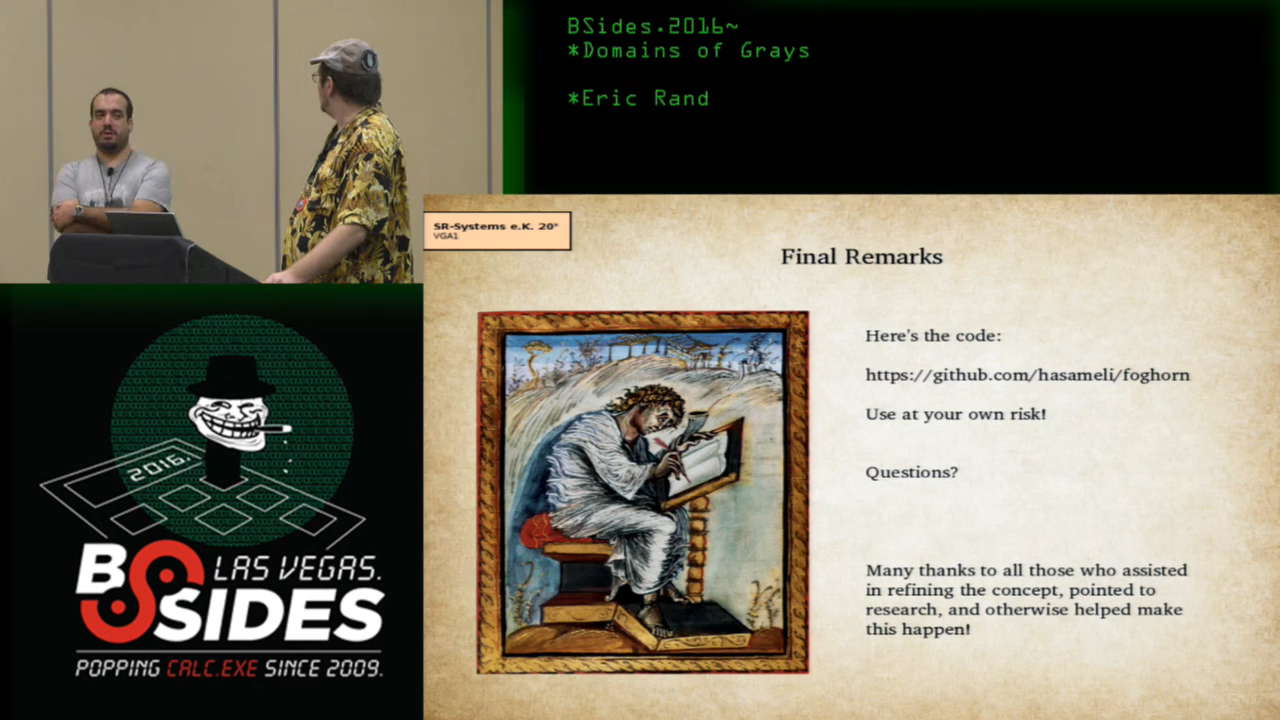 BSides.2016~
*Domains of Grays
*Eric Rand
SR-Systems e.K. 20"
VGA1
Final Remarks
Here's the code:
https://github.com/hasameli/foghorn
Use at your own risk!
Questions?
Many thanks to all those who assisted
in refining the concept, pointed to
research, and otherwise helped make
this happen!
2016.
BSIDES
LAS VEGAS.
POPPING CALC.EXE SINCE 2009.